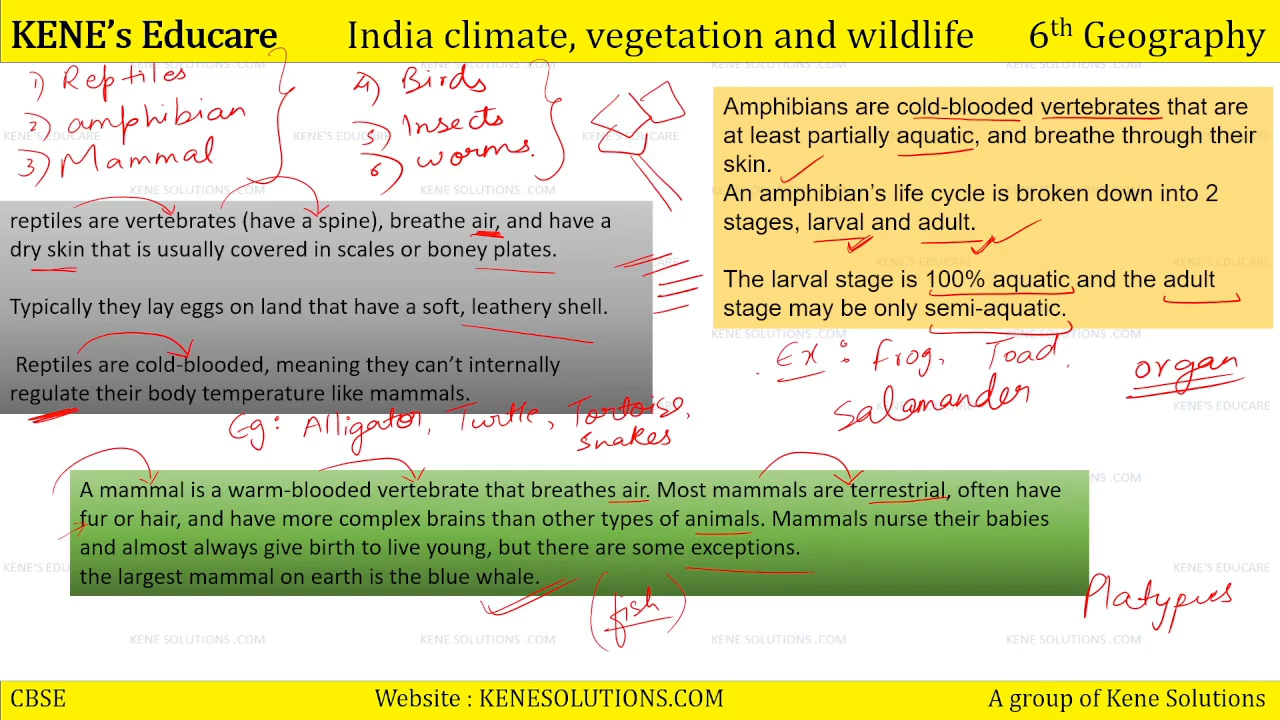 KENE's Educare India climate, vegetation and wildlife 6th Geography
1) Reptiles
2) amphibian
3) Mammal
4) Birds
5) Insects
6) worms.
reptiles are vertebrates (have a spine), breathe air, and have a
dry skin that is usually covered in scales or boney plates.
Typically they lay eggs on land that have a soft, leathery shell.
Reptiles are cold-blooded, meaning they can't internally
regulate their body temperature like mammals.
Eg: Alligator, Turtle, Tortoise,
Snakes
Amphibians are cold-blooded vertebrates that are
at least partially aquatic, and breathe through their
skin.
An amphibian's life cycle is broken down into 2
stages, larval and adult.
The larval stage is 100% aquatic and the adult
stage may be only semi-aquatic.
Ex: frog, Toad,
Salamander
organ
A mammal is a warm-blooded vertebrate that breathes air. Most mammals are terrestrial, often have
fur or hair, and have more complex brains than other types of animals. Mammals nurse their babies
and almost always give birth to live young, but there are some exceptions.
the largest mammal on earth is the blue whale.
(fish)
Platypus
CBSE Website : KENESOLUTIONS.COM A group of Kene Solutions